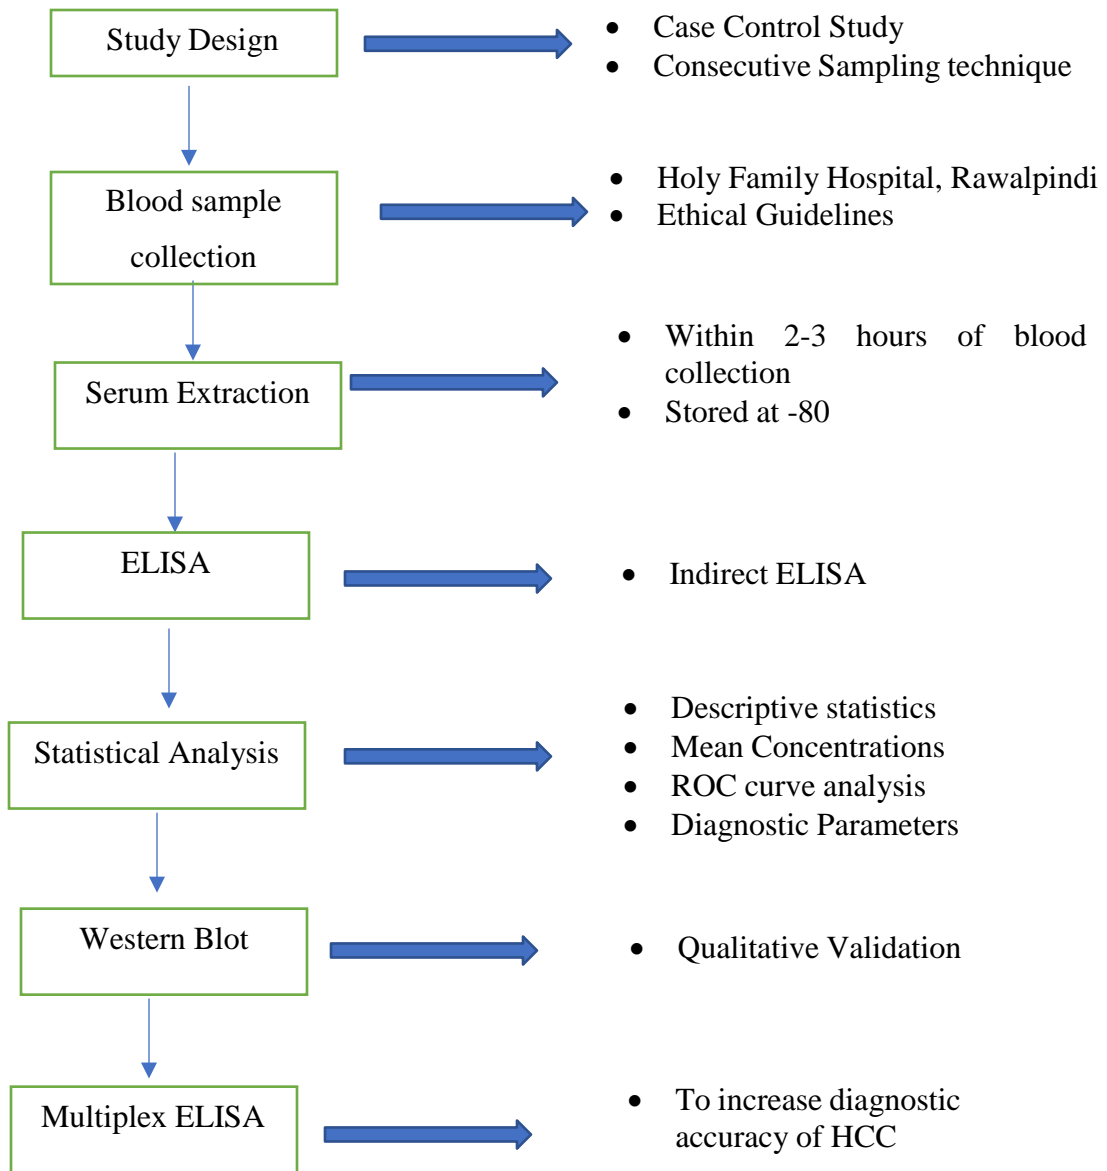 Study Design
• Case Control Study
• Consecutive Sampling technique
Blood sample
collection
• Holy Family Hospital, Rawalpindi
• Ethical Guidelines
Serum Extraction
• Within 2-3 hours of blood
collection
• Stored at -80
ELISA
• Indirect ELISA
Statistical Analysis
• Descriptive statistics
• Mean Concentrations
• ROC curve analysis
• Diagnostic Parameters
Western Blot
• Qualitative Validation
Multiplex ELISA
• To increase diagnostic
accuracy of HCC